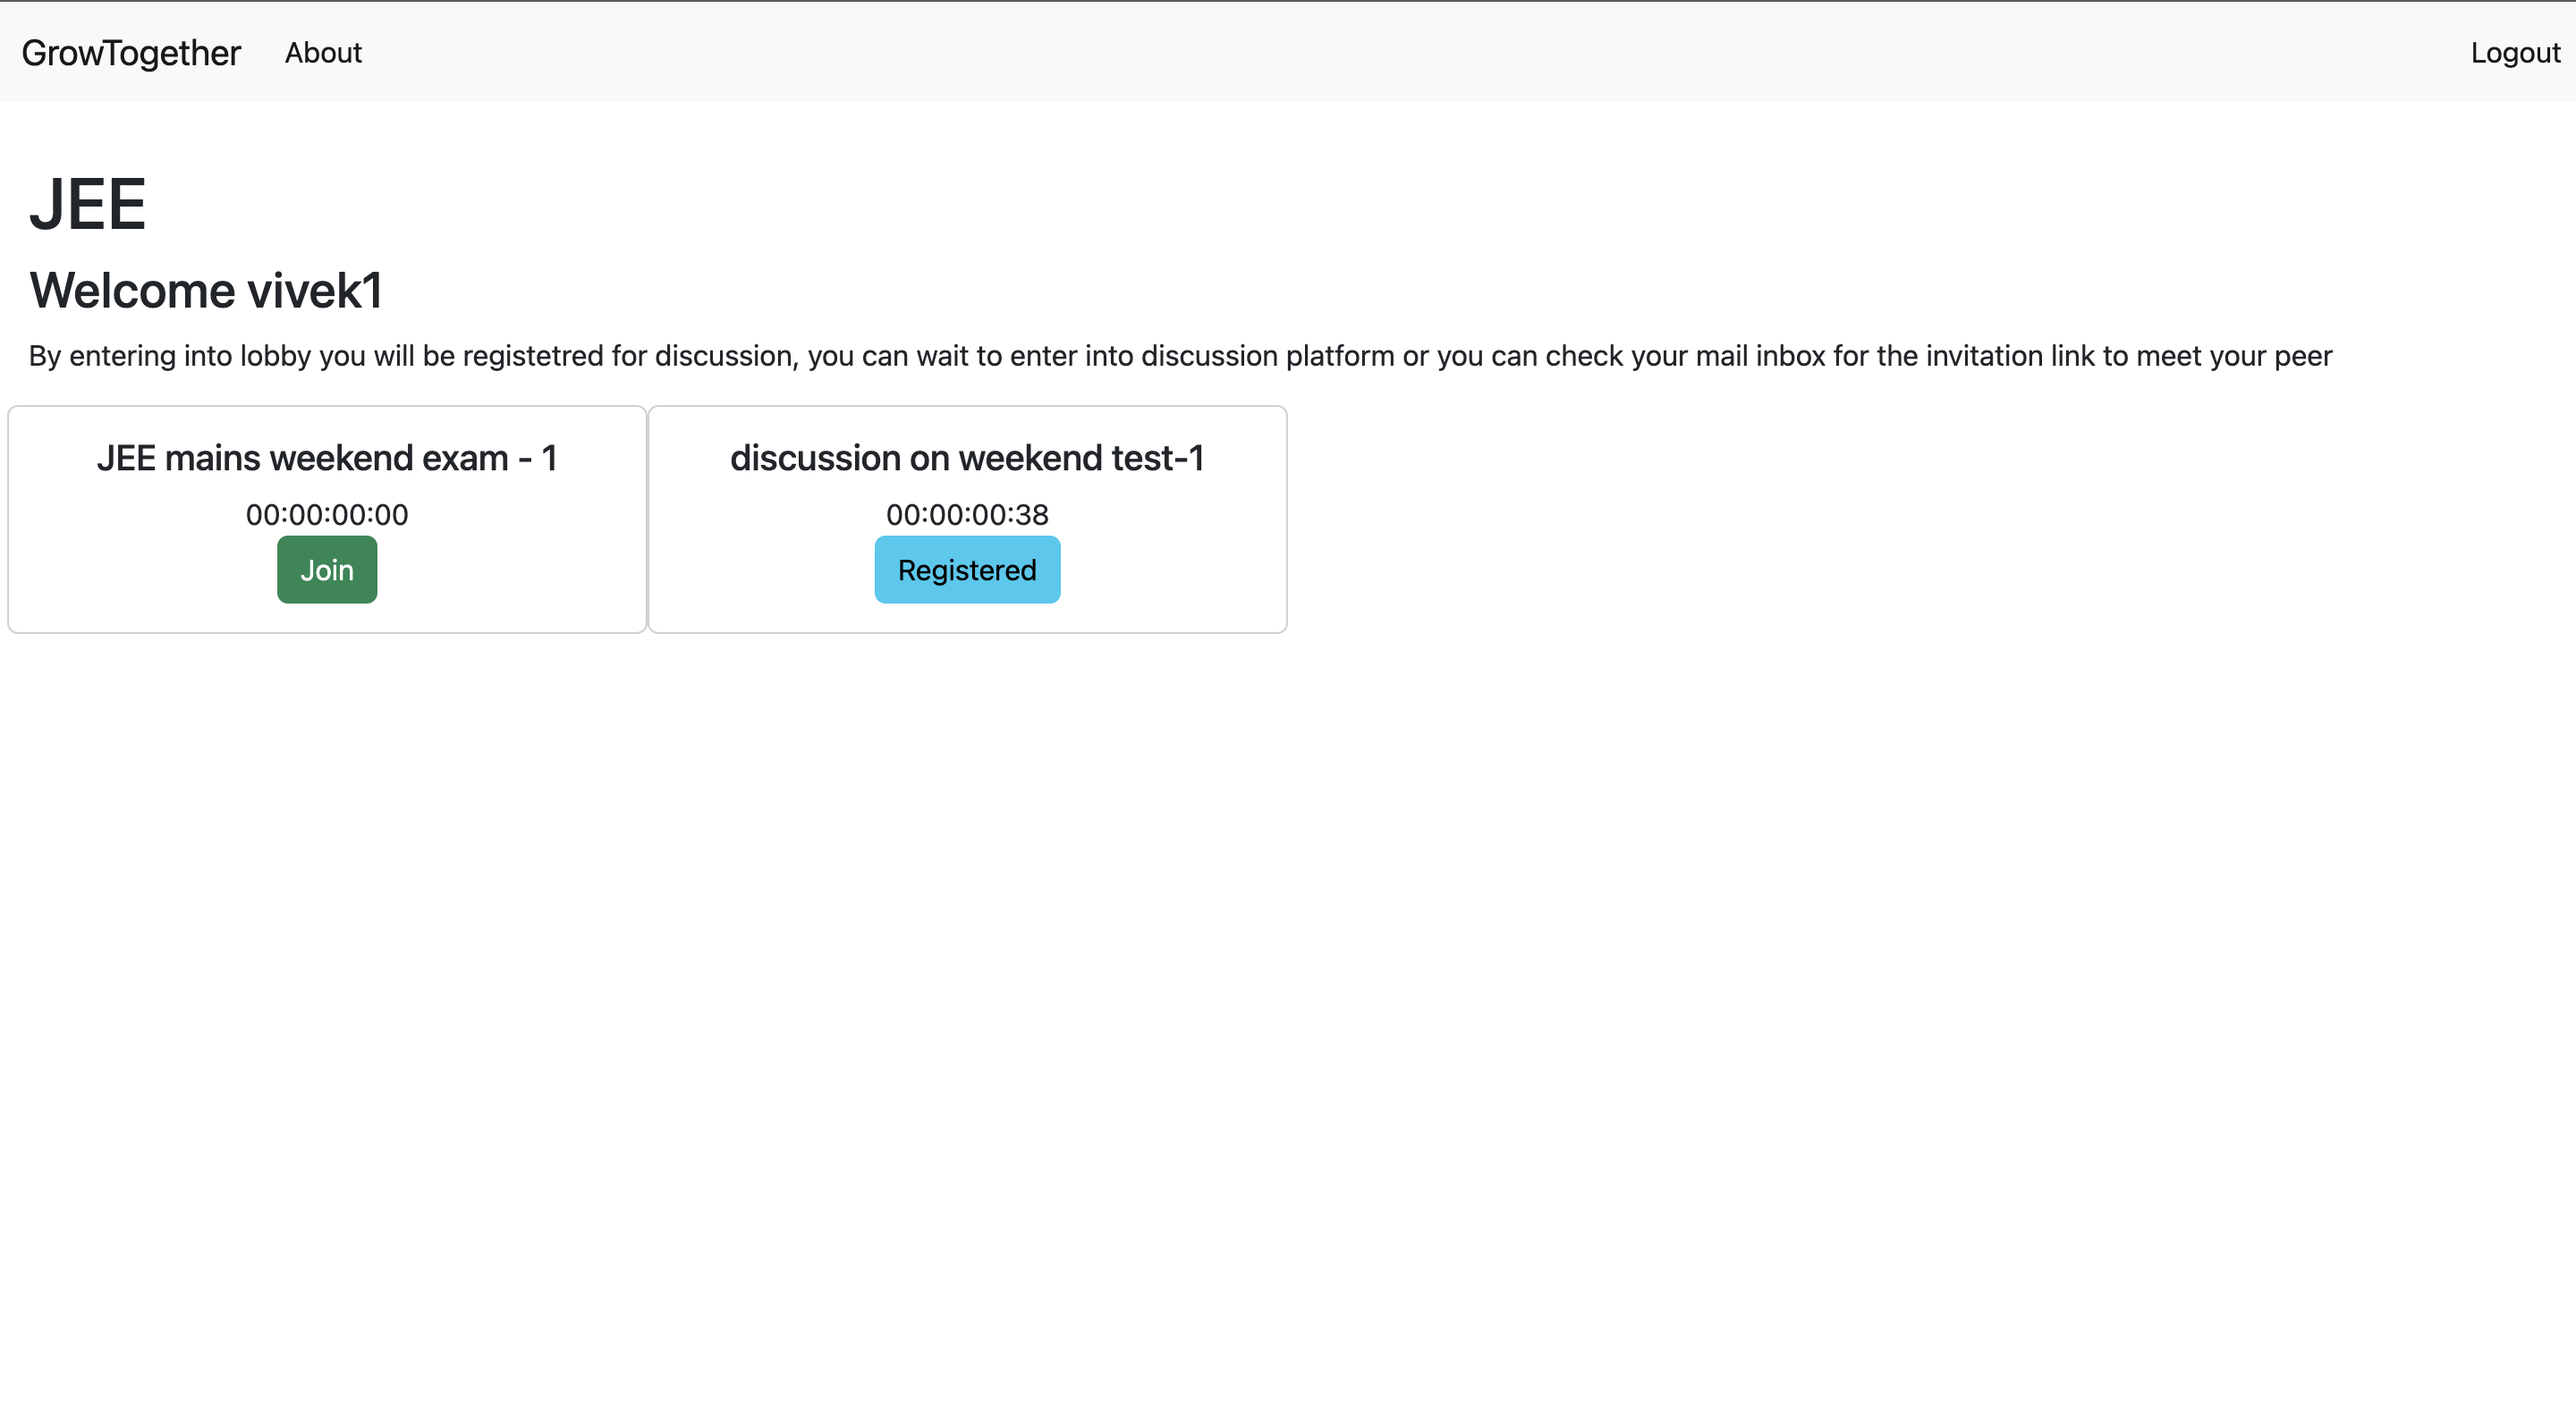 GrowTogether About Logout
JEE
Welcome vivek1
By entering into lobby you will be registetred for discussion, you can wait to enter into discussion platform or you can check your mail inbox for the invitation link to meet your peer
JEE mains weekend exam - 1
00:00:00:00
Join
discussion on weekend test-1
00:00:00:38
Registered